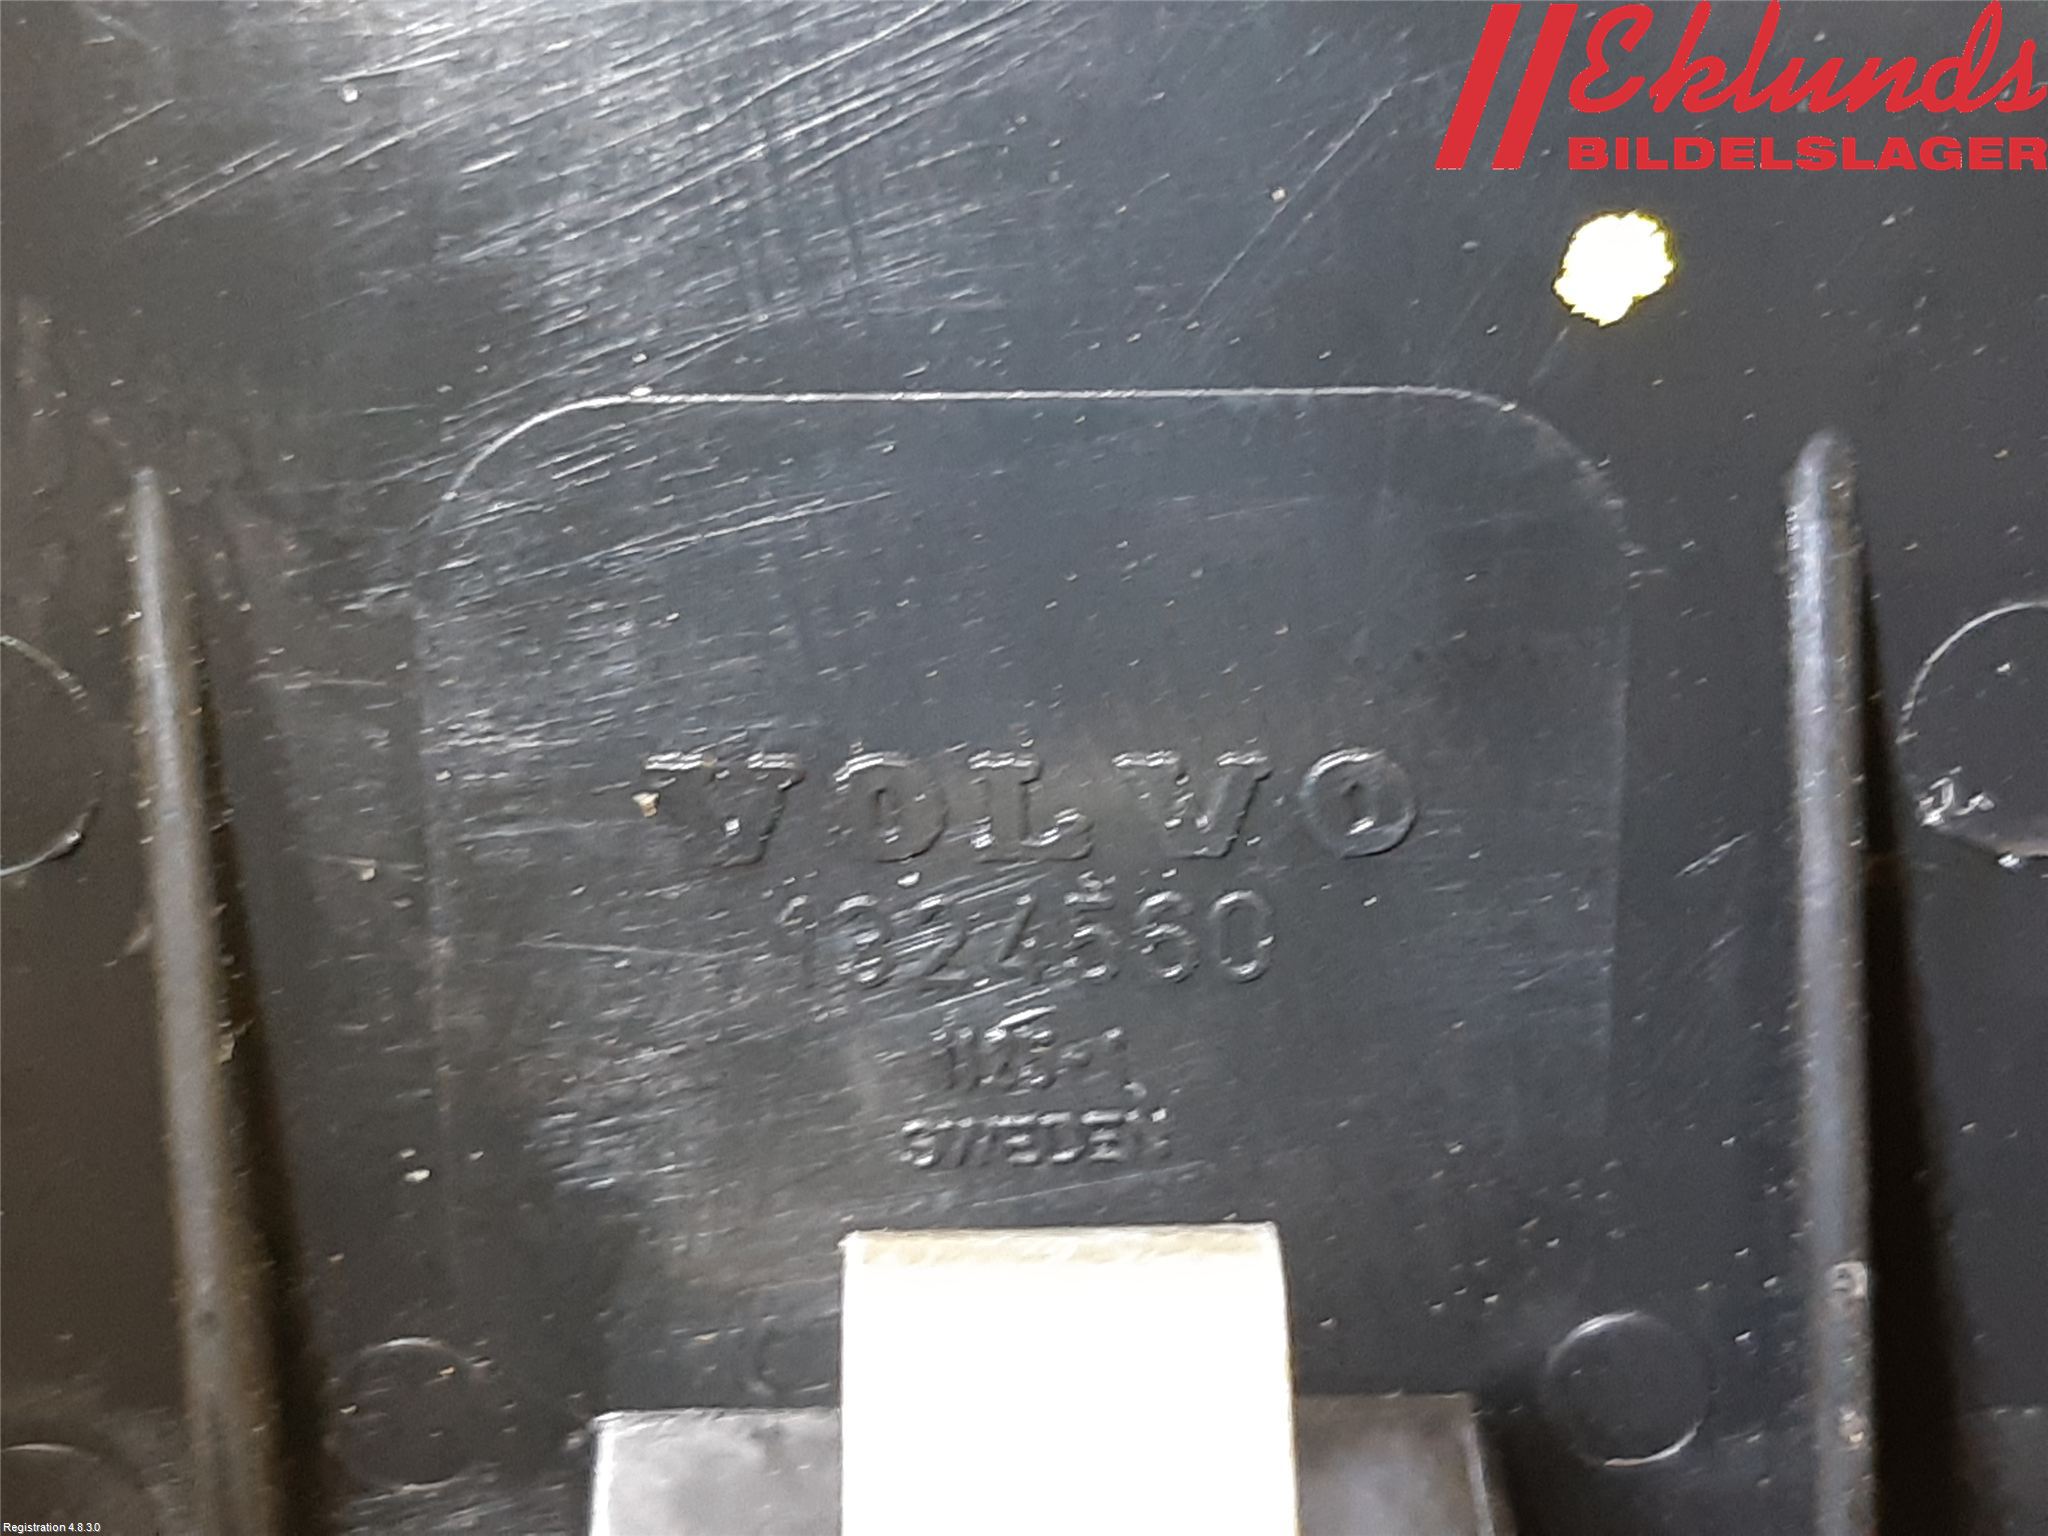 Eklunds
BILDELSLAGER
VOLVO
1324560
SWEDEN
Registration 4.8.3.0